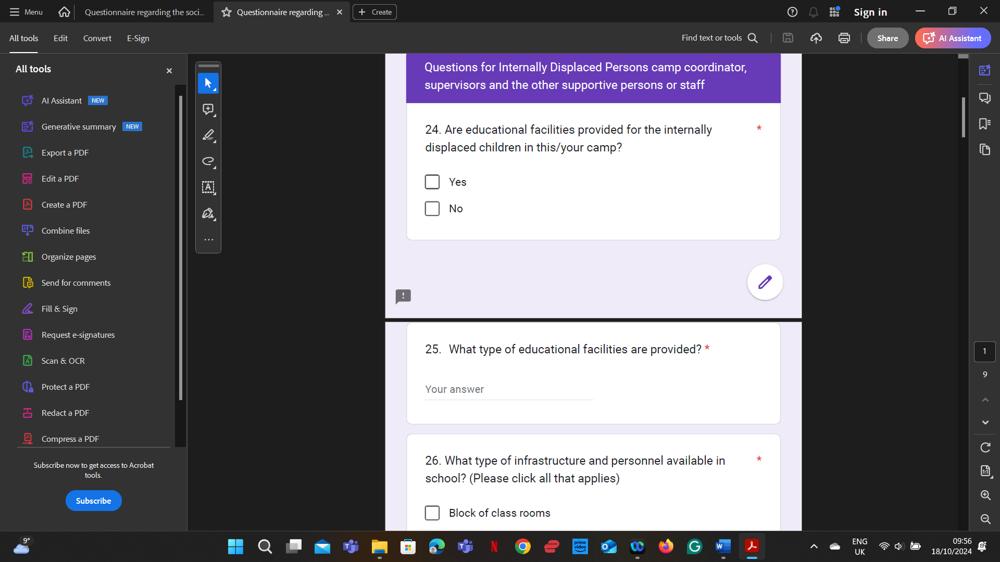 Menu
Questionnaire regarding the soci...
Questionnaire regarding ...
Create
Sign in
All tools
Edit
Convert
E-Sign
Find text or tools
Share
AI Assistant
All tools
AI Assistant NEW
Generative summary NEW
Export a PDF
Edit a PDF
Create a PDF
Combine files
Organize pages
Send for comments
Fill & Sign
Request e-signatures
Scan & OCR
Protect a PDF
Redact a PDF
Compress a PDF
Subscribe now to get access to Acrobat
tools.
Subscribe
Questions for Internally Displaced Persons camp coordinator,
supervisors and the other supportive persons or staff
24. Are educational facilities provided for the internally *
displaced children in this/your camp?
Yes
No
25. What type of educational facilities are provided? *
Your answer
26. What type of infrastructure and personnel available in *
school? (Please click all that applies)
Block of class rooms
1
9
1:1
9°
prime
video
ENG
UK
09:56
18/10/2024